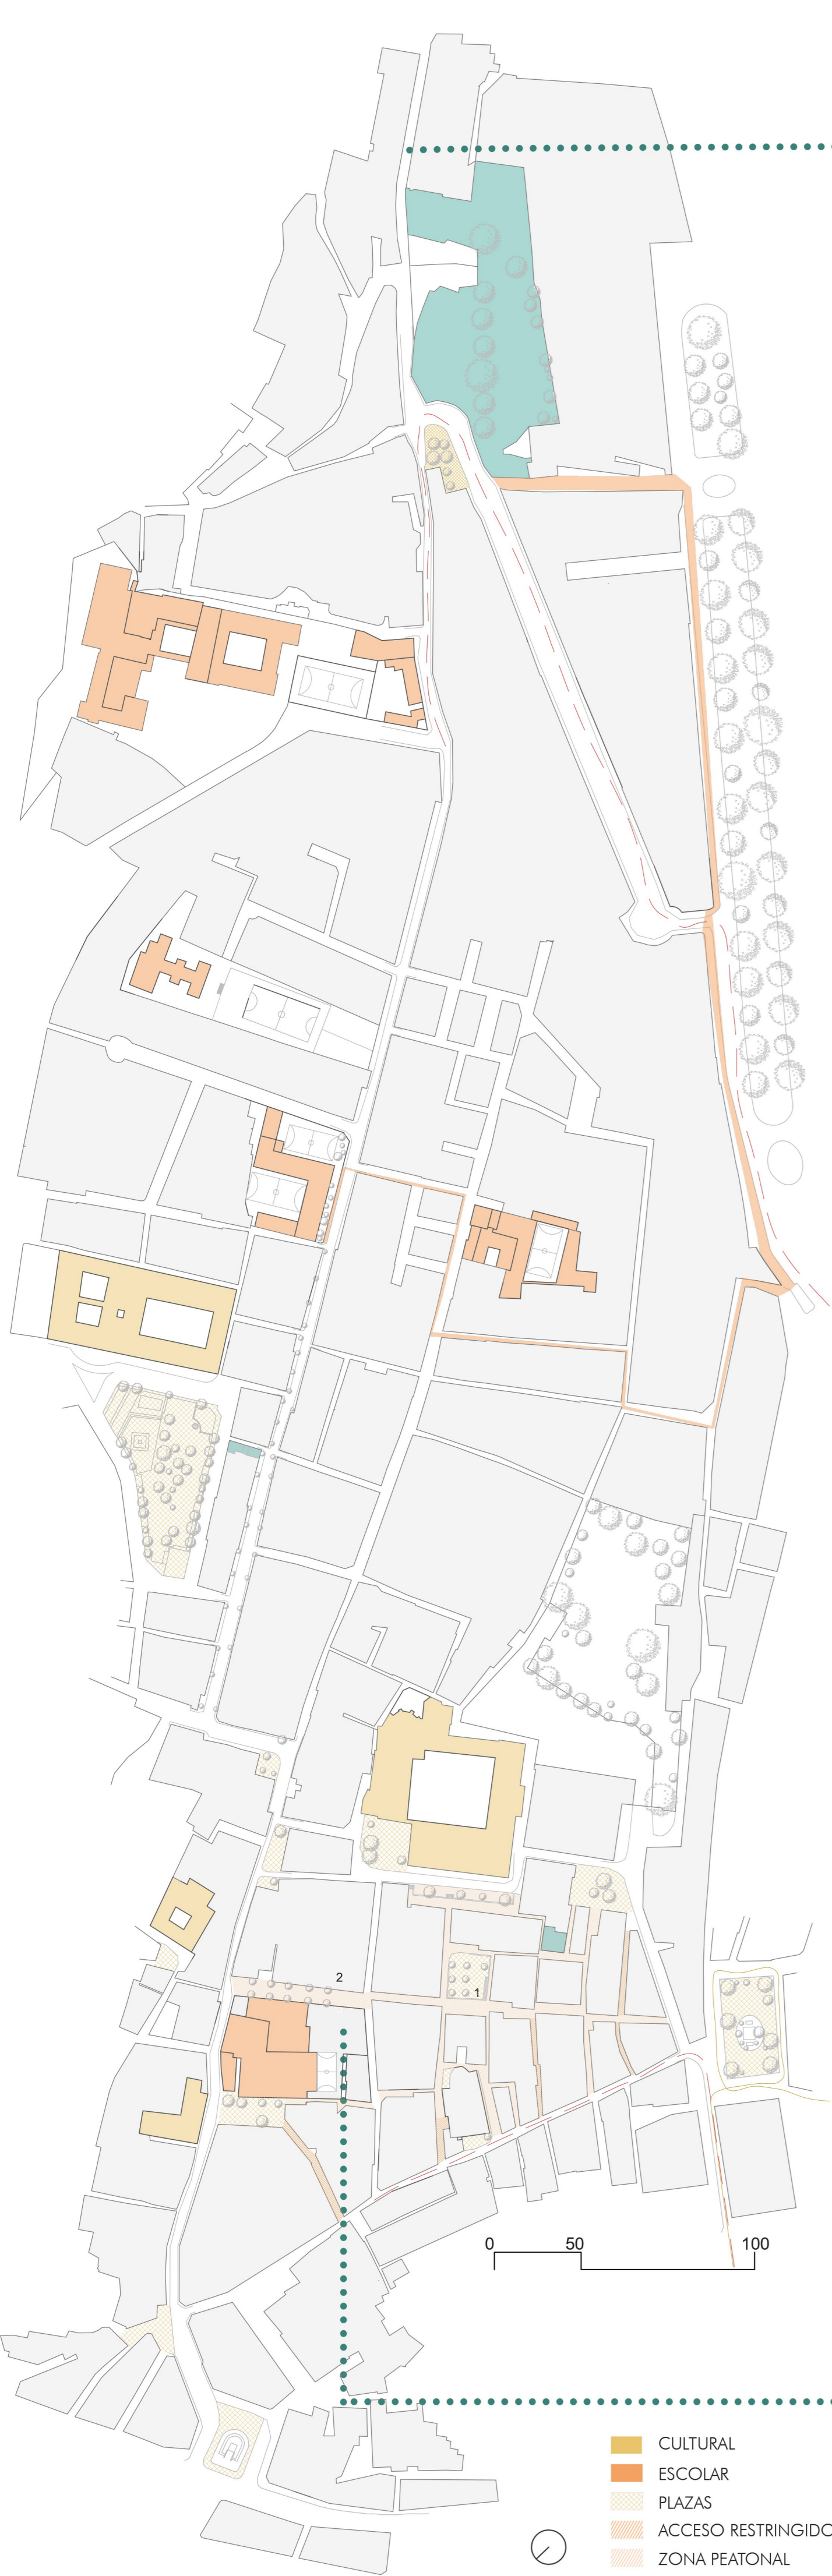 2
1
0 50 100
CULTURAL
ESCOLAR
PLAZAS
ACCESO RESTRINGIDO
ZONA PEATONAL